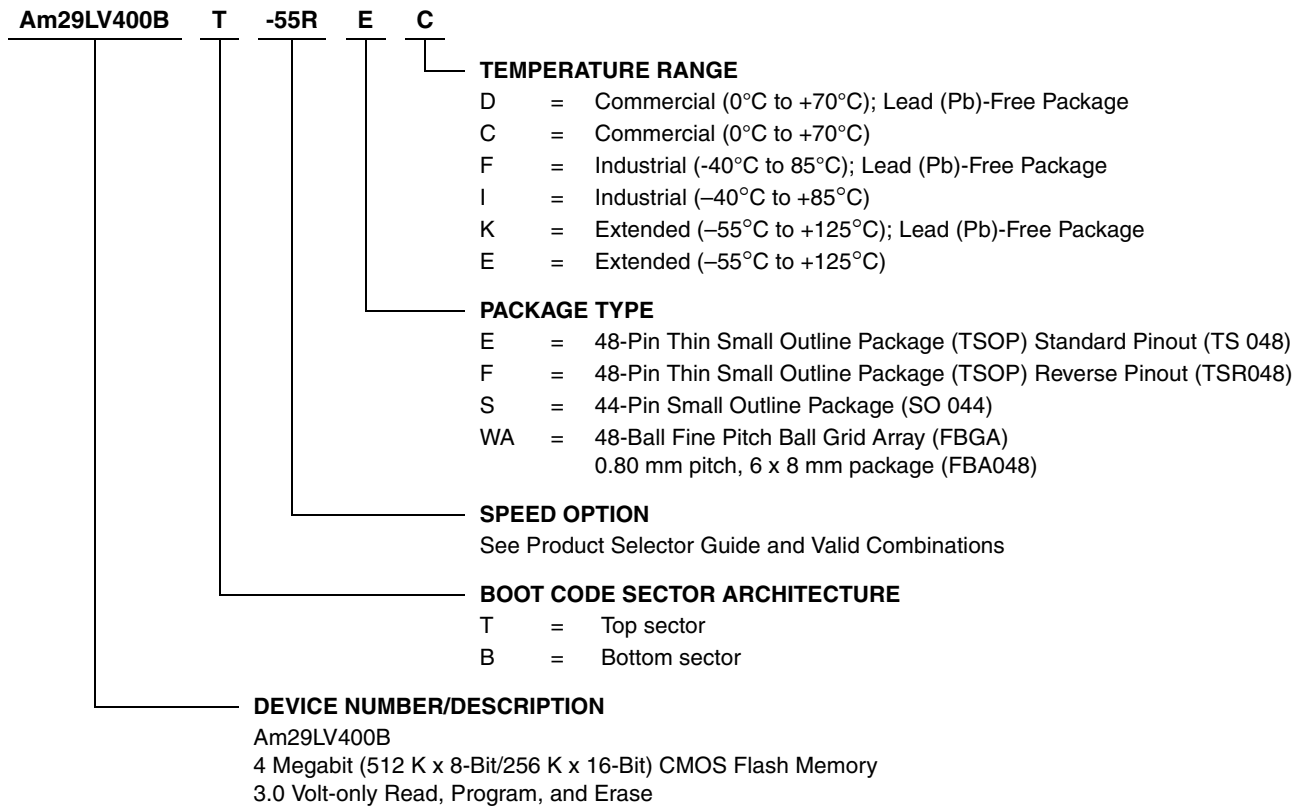 Am29LV400B T -55R E C
TEMPERATURE RANGE
D = Commercial (0°C to +70°C); Lead (Pb)-Free Package
C = Commercial (0°C to +70°C)
F = Industrial (-40°C to 85°C); Lead (Pb)-Free Package
I = Industrial (–40°C to +85°C)
K = Extended (–55°C to +125°C); Lead (Pb)-Free Package
E = Extended (–55°C to +125°C)
PACKAGE TYPE
E = 48-Pin Thin Small Outline Package (TSOP) Standard Pinout (TS 048)
F = 48-Pin Thin Small Outline Package (TSOP) Reverse Pinout (TSR048)
S = 44-Pin Small Outline Package (SO 044)
WA = 48-Ball Fine Pitch Ball Grid Array (FBGA)
0.80 mm pitch, 6 x 8 mm package (FBA048)
SPEED OPTION
See Product Selector Guide and Valid Combinations
BOOT CODE SECTOR ARCHITECTURE
T = Top sector
B = Bottom sector
DEVICE NUMBER/DESCRIPTION
Am29LV400B
4 Megabit (512 K x 8-Bit/256 K x 16-Bit) CMOS Flash Memory
3.0 Volt-only Read, Program, and Erase